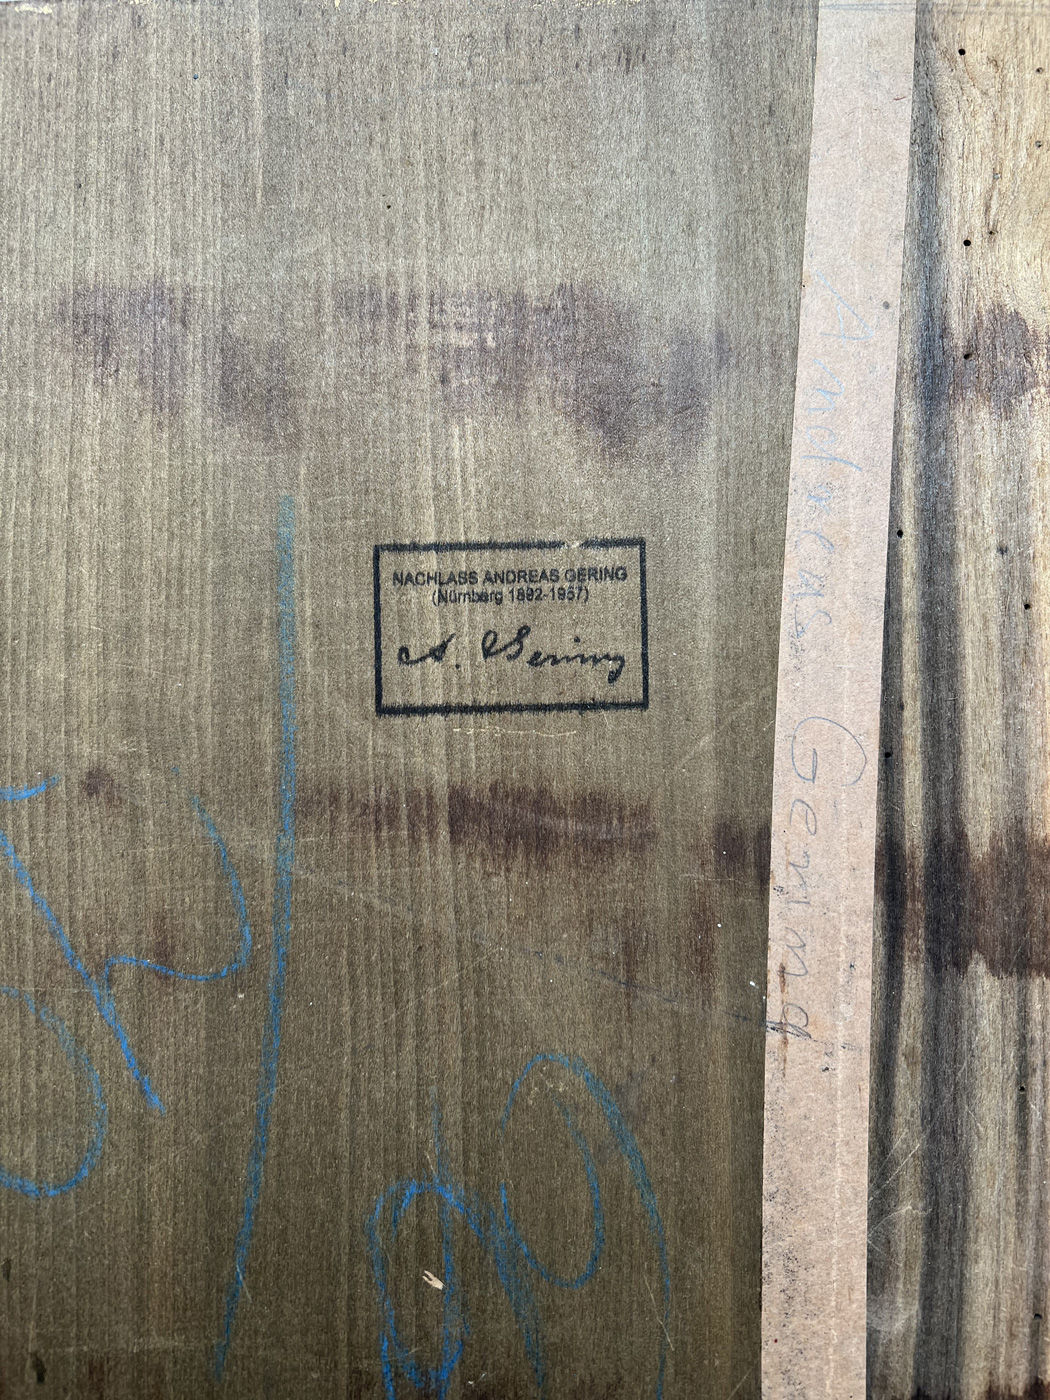 NACHLASS ANDREAS GERING
(Nürnberg 1892-1957)
A. Gering
Andreas Gering